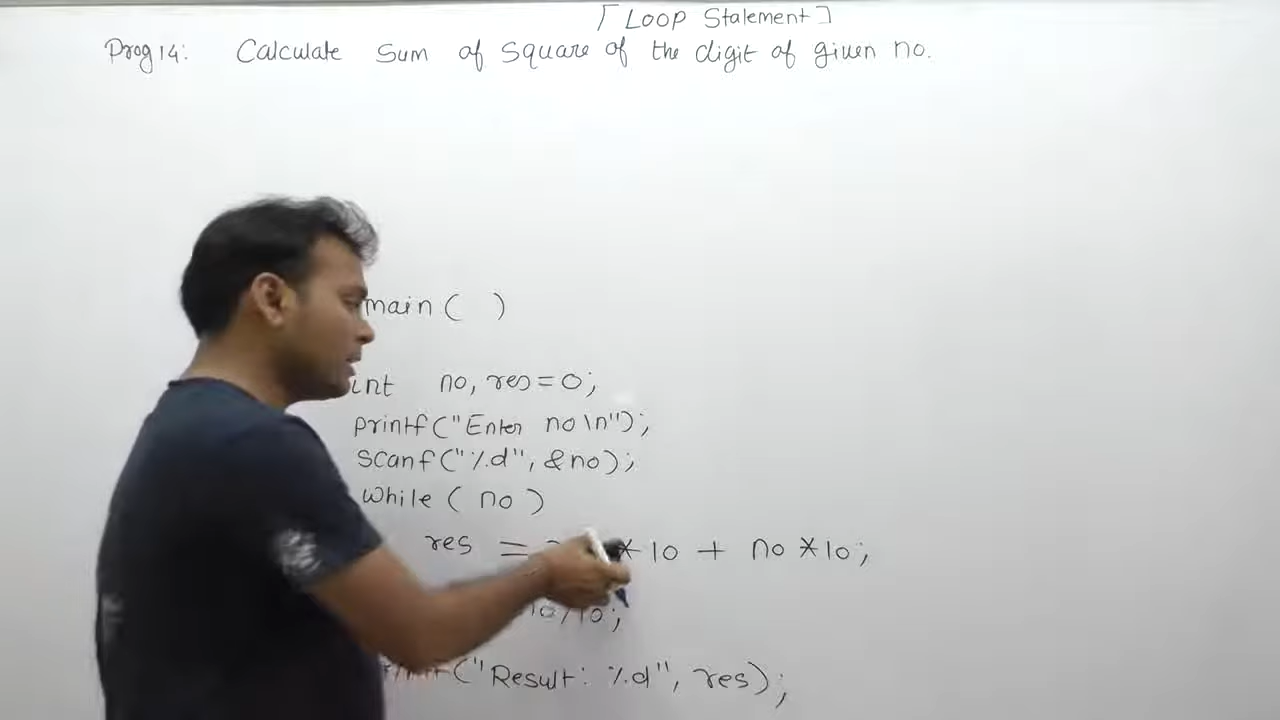 [Loop Statement]
Prog 14: Calculate Sum of Square of the digit of given no.
main ( )
int no, res = 0;
printf("Enter no \n");
scanf("%d", &no);
while ( no )
res = * 10 + no * 10;
no/10;
("Result: %d", res);